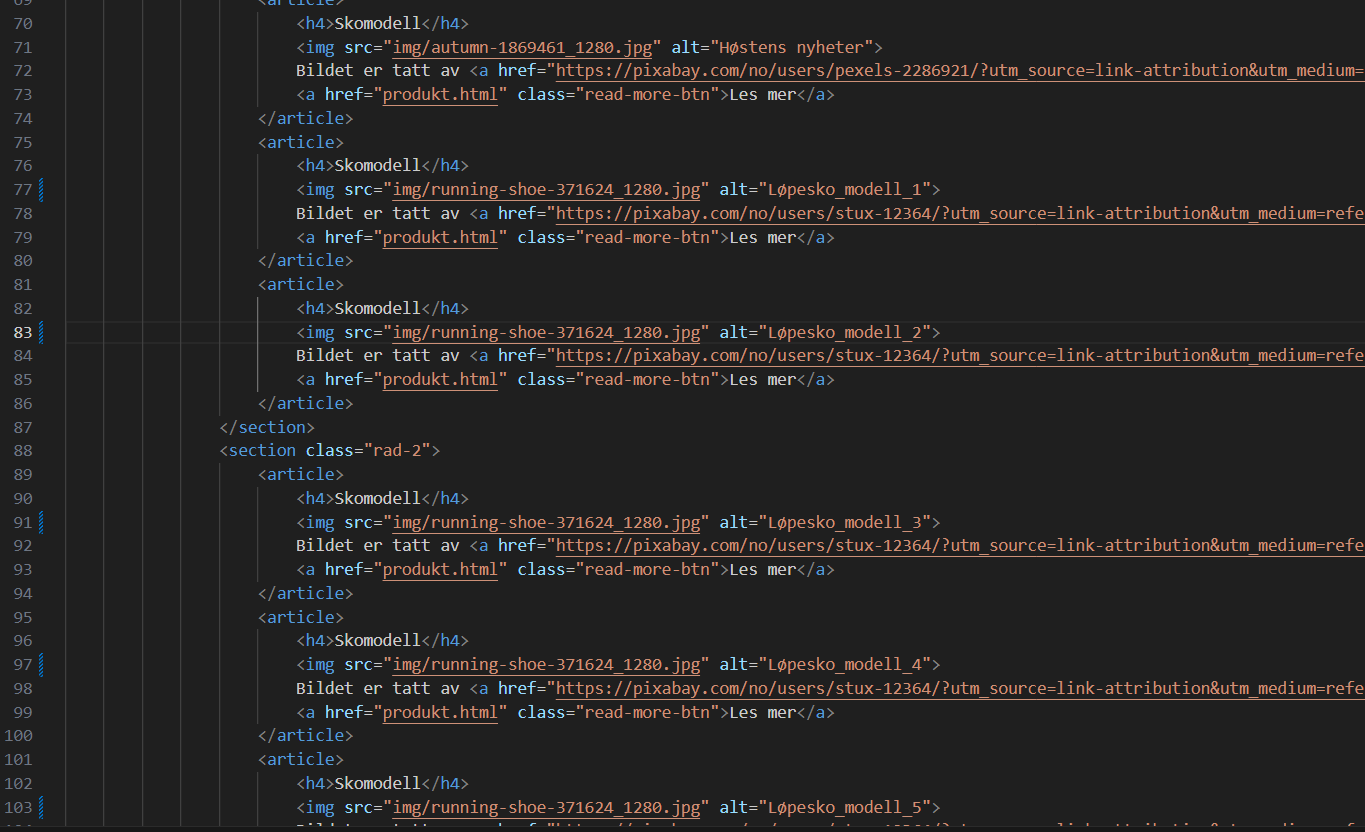 69 <article>
70 <h4>Skomodell</h4>
71 <img src="img/autumn-1869461_1280.jpg" alt="Høstens nyheter">
72 Bildet er tatt av <a href="https://pixabay.com/no/users/pexels-2286921/?utm_source=link-attribution&utm_medium=
73 <a href="produkt.html" class="read-more-btn">Les mer</a>
74 </article>
75 <article>
76 <h4>Skomodell</h4>
77 <img src="img/running-shoe-371624_1280.jpg" alt="Løpesko_modell_1">
78 Bildet er tatt av <a href="https://pixabay.com/no/users/stux-12364/?utm_source=link-attribution&utm_medium=refe
79 <a href="produkt.html" class="read-more-btn">Les mer</a>
80 </article>
81 <article>
82 <h4>Skomodell</h4>
83 <img src="img/running-shoe-371624_1280.jpg" alt="Løpesko_modell_2">
84 Bildet er tatt av <a href="https://pixabay.com/no/users/stux-12364/?utm_source=link-attribution&utm_medium=refe
85 <a href="produkt.html" class="read-more-btn">Les mer</a>
86 </article>
87 </section>
88 <section class="rad-2">
89 <article>
90 <h4>Skomodell</h4>
91 <img src="img/running-shoe-371624_1280.jpg" alt="Løpesko_modell_3">
92 Bildet er tatt av <a href="https://pixabay.com/no/users/stux-12364/?utm_source=link-attribution&utm_medium=refe
93 <a href="produkt.html" class="read-more-btn">Les mer</a>
94 </article>
95 <article>
96 <h4>Skomodell</h4>
97 <img src="img/running-shoe-371624_1280.jpg" alt="Løpesko_modell_4">
98 Bildet er tatt av <a href="https://pixabay.com/no/users/stux-12364/?utm_source=link-attribution&utm_medium=refe
99 <a href="produkt.html" class="read-more-btn">Les mer</a>
100 </article>
101 <article>
102 <h4>Skomodell</h4>
103 <img src="img/running-shoe-371624_1280.jpg" alt="Løpesko_modell_5">